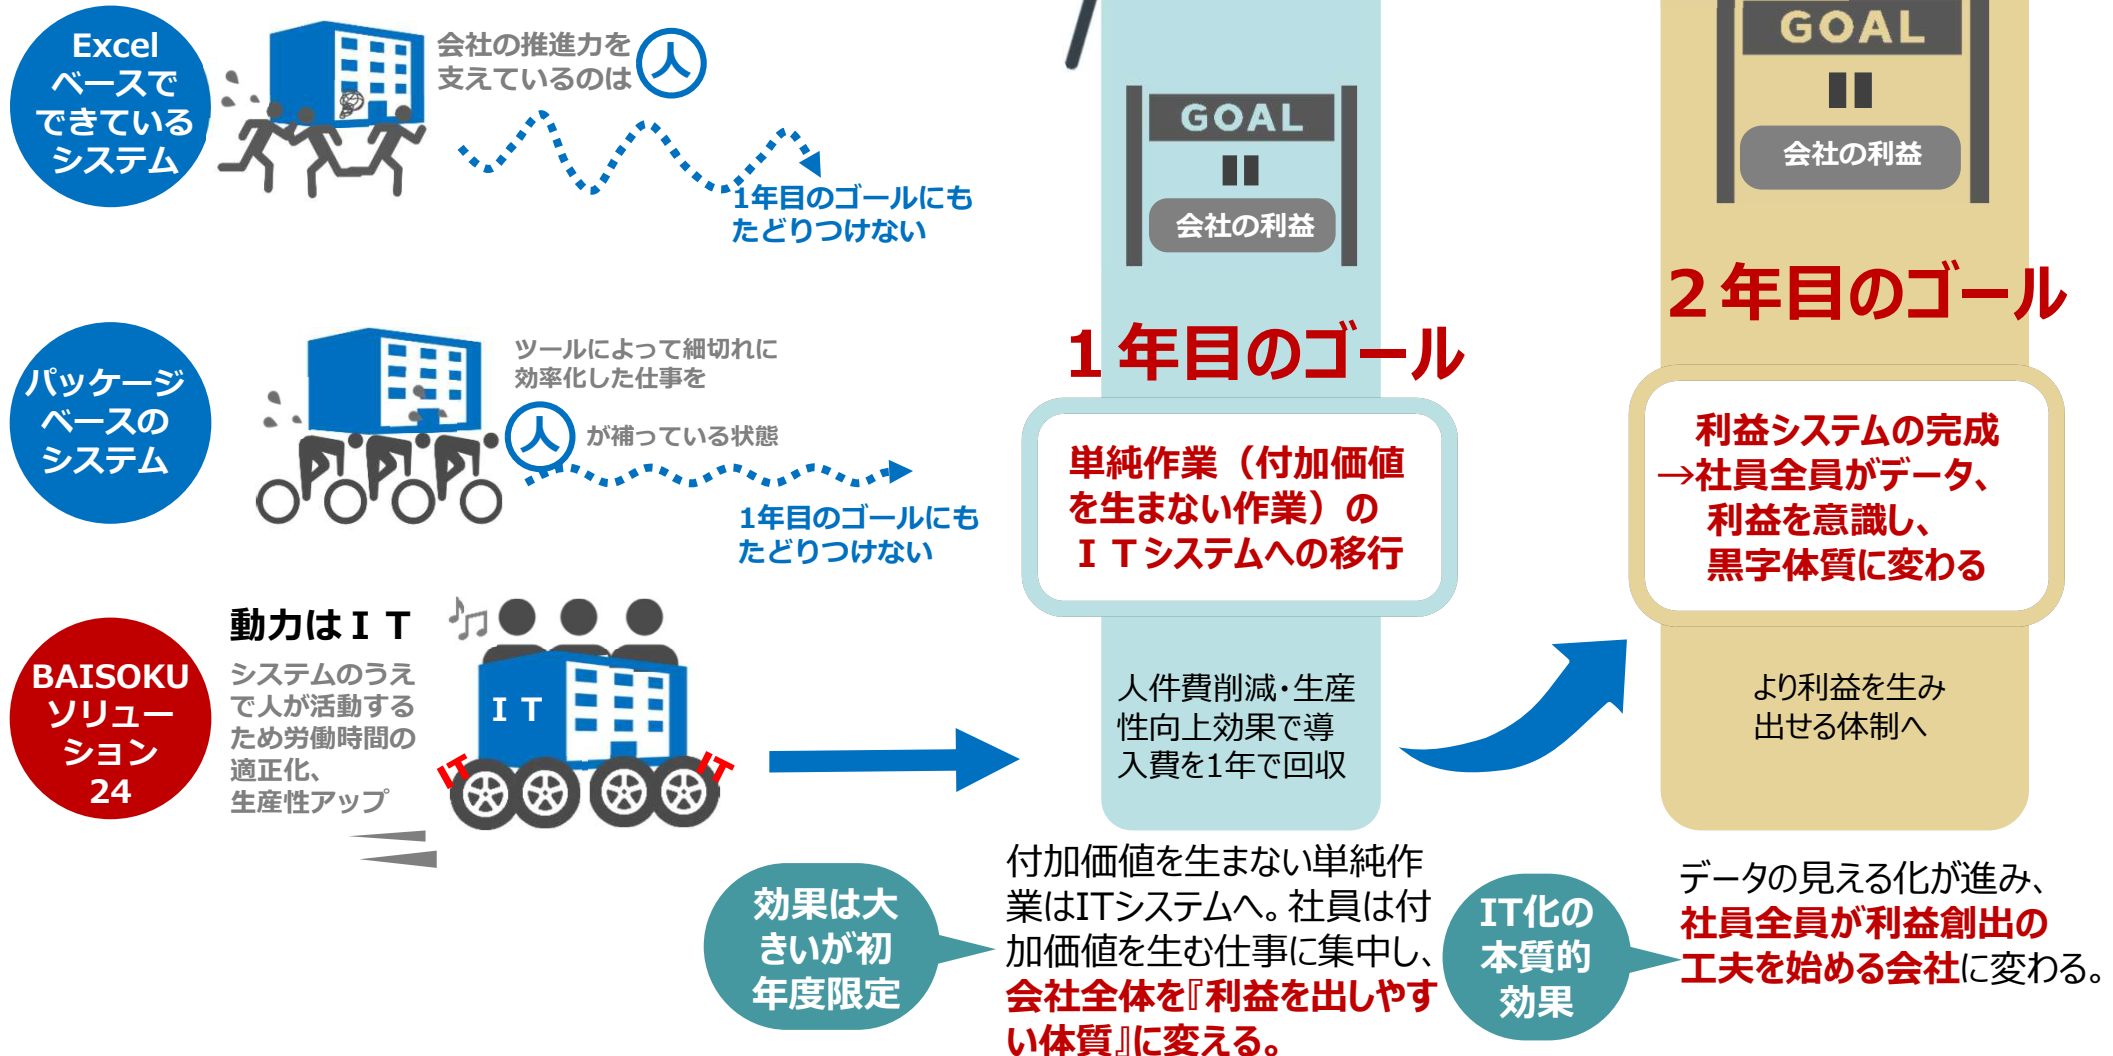 Excel
ベースで
できている
システム
会社の推進力を
支えているのは
人
1年目のゴールにも
たどりつけない
パッケージ
ベースの
システム
ツールによって細切れに
効率化した仕事を
人
が補っている状態
1年目のゴールにも
たどりつけない
BAISOKU
ソリュー
ション
24
動力はＩＴ
システムのうえ
で人が活動する
ため労働時間の
適正化、
生産性アップ
ＩＴ
IT
IT
GOAL
会社の利益
１年目のゴール
単純作業（付加価値
を生まない作業）の
ＩＴシステムへの移行
人件費削減・生産
性向上効果で導
入費を1年で回収
GOAL
会社の利益
２年目のゴール
利益システムの完成
→社員全員がデータ、
利益を意識し、
黒字体質に変わる
より利益を生み
出せる体制へ
効果は大
きいが初
年度限定
付加価値を生まない単純作
業はITシステムへ。社員は付
加価値を生む仕事に集中し、
会社全体を『利益を出しやす
い体質』に変える。
IT化の
本質的
効果
データの見える化が進み、
社員全員が利益創出の
工夫を始める会社に変わる。